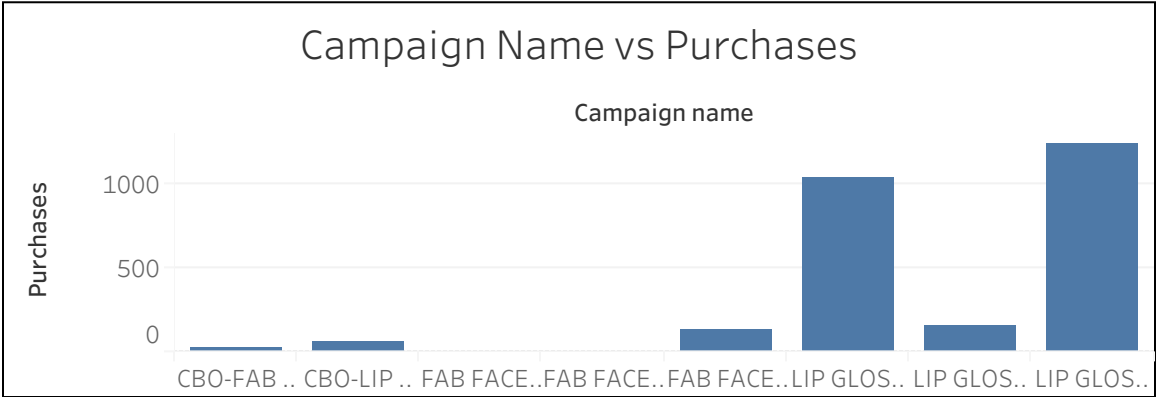 Campaign Name vs Purchases
Campaign name
Purchases
1000
500
0
CBO-FAB .. CBO-LIP .. FAB FACE.. FAB FACE.. FAB FACE.. LIP GLOS.. LIP GLOS.. LIP GLOS..